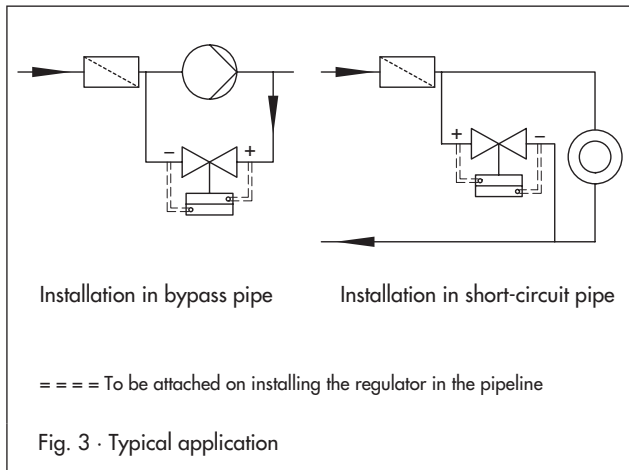 – +
+ –
Installation in bypass pipe
Installation in short-circuit pipe
= = = = To be attached on installing the regulator in the pipeline
Fig. 3 · Typical application